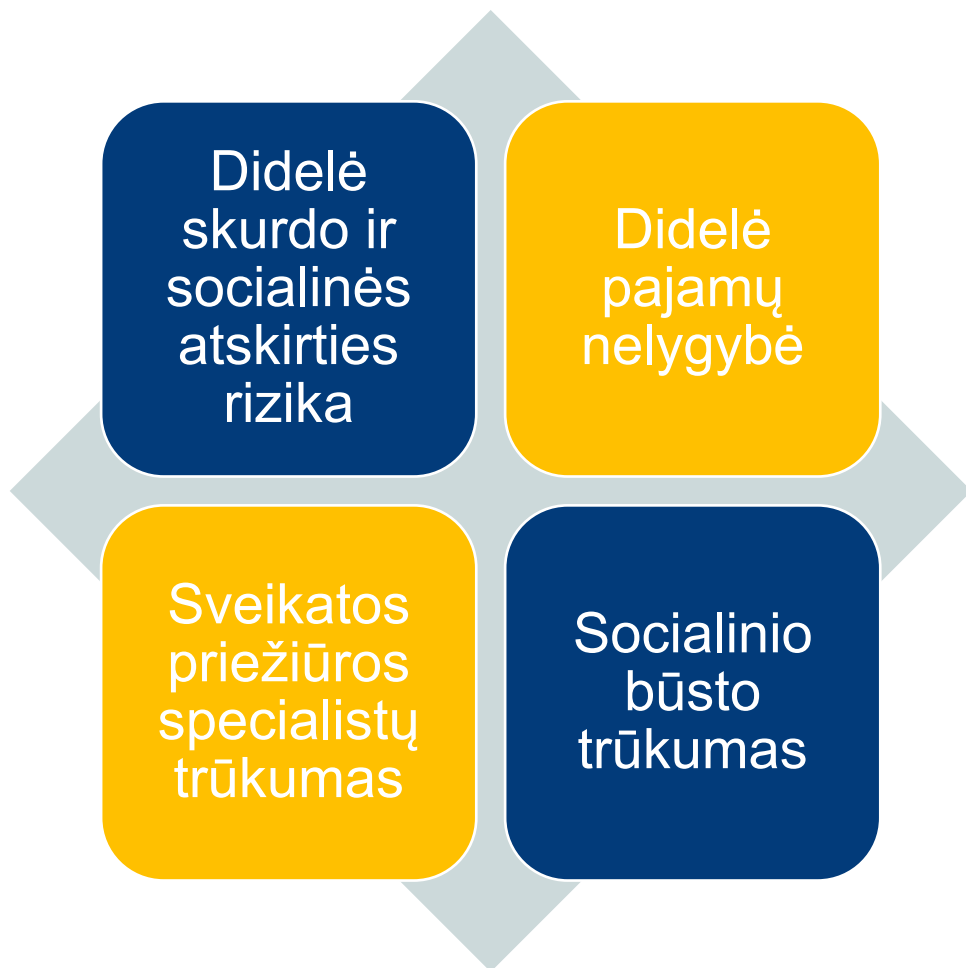 Didelė
skurdo ir
socialinės
atskirties
rizika
Didelė
pajamų
nelygybė
Sveikatos
priežiūros
specialistų
trūkumas
Socialinio
būsto
trūkumas